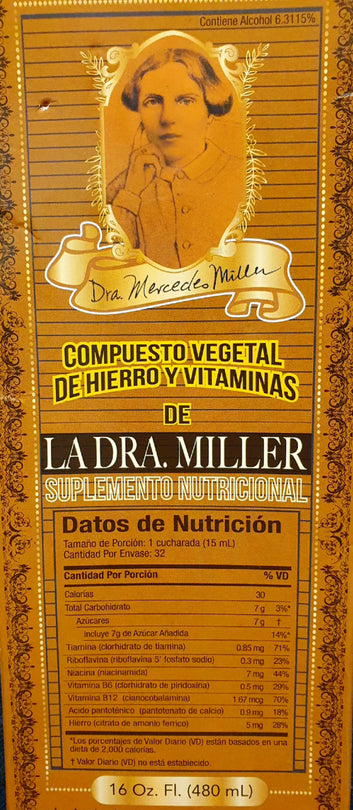 Contiene Alcohol 6.3115%
Dra. Mercedes Miller
COMPUESTO VEGETAL
DE HIERRO Y VITAMINAS
DE
LA DRA. MILLER
SUPLEMENTO NUTRICIONAL
Datos de Nutrición
Tamaño de Porción: 1 cucharada (15 mL)
Cantidad Por Envase: 32
Cantidad Por Porción % VD
Calorías 30
Total Carbohidrato 7 g 3%*
Azúcares 7 g †
Incluye 7g de Azúcar Añadida 14%*
Tiamina (clorhidrato de tiamina) 0.85 mg 71%
Riboflavina (riboflavina 5' fosfato sodio) 0.3 mg 23%
Niacina (niacinamida) 7 mg 44%
Vitamina B6 (clorhidrato de piridoxina) 0.5 mg 29%
Vitamina B12 (cianocobalamina) 1.67 mcg 70%
Acido pantoténico (pantotenato de calcio) 0.9 mg 18%
Hierro (citrato de amonio ferrico) 5 mg 28%
*Los porcentajes de Valor Diario (VD) están basados en una
dieta de 2,000 calorías.
† Valor Diario (VD) no está establecido.
16 Oz. Fl. (480 mL)